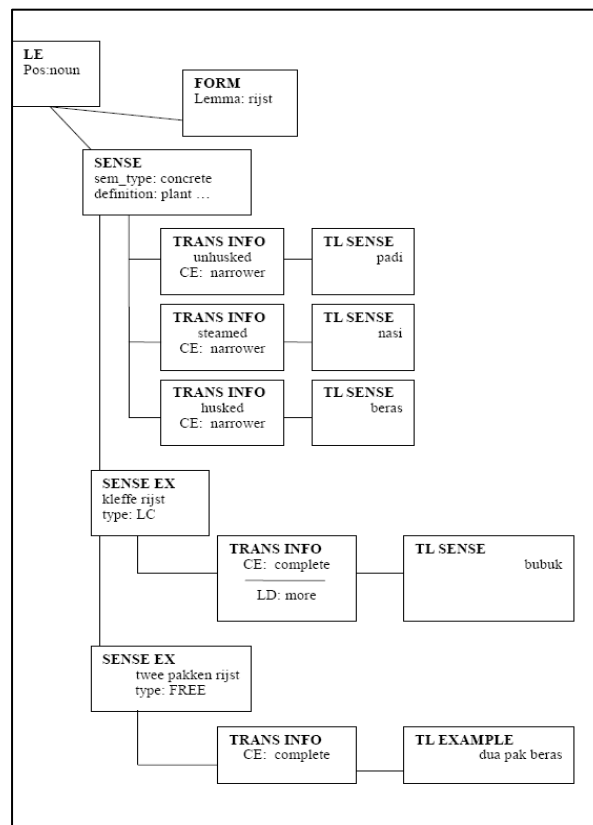 LE
Pos:noun
FORM
Lemma: rijst
SENSE
sem_type: concrete
definition: plant ...
TRANS INFO
unhusked
CE: narrower
TL SENSE
padi
TRANS INFO
steamed
CE: narrower
TL SENSE
nasi
TRANS INFO
husked
CE: narrower
TL SENSE
beras
SENSE EX
kleffe rijst
type: LC
TRANS INFO
CE: complete
LD: more
TL SENSE
bubuk
SENSE EX
twee pakken rijst
type: FREE
TRANS INFO
CE: complete
TL EXAMPLE
dua pak beras